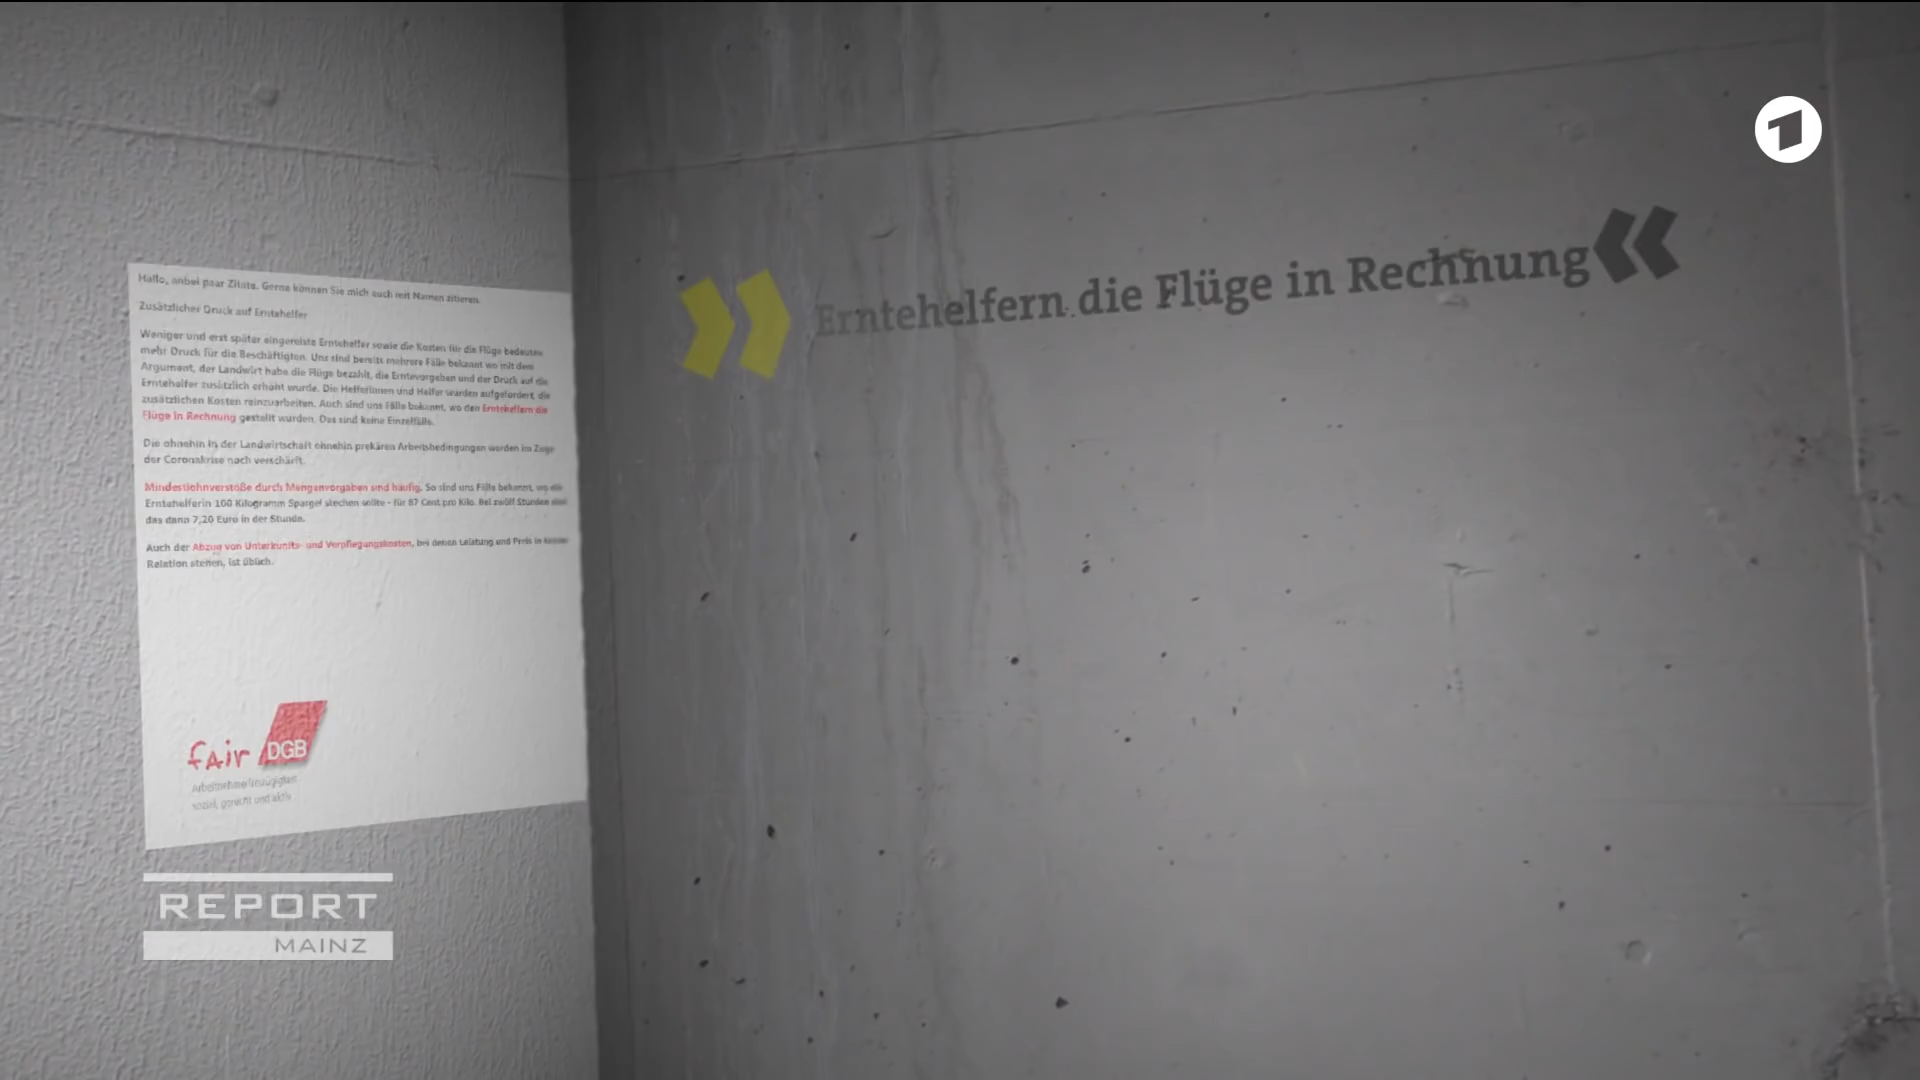 Hallo, anbei paar Zitate. Gerne können Sie mich auch mit Namen zitieren.
Zusätzlicher Druck auf Erntehelfer
Weniger und erst später eingereiste Erntehelfer sowie die Kosten für die Flüge bedeuten
mehr Druck für die Beschäftigten. Uns sind bereits mehrere Fälle bekannt wo mit dem
Argument, der Landwirt habe die Flüge bezahlt, die Erntevorgaben und der Druck auf die
Erntehelfer zusätzlich erhöht wurde. Die Helferinnen und Helfer wurden aufgefordert, die
zusätzlichen Kosten reinzuarbeiten. Auch sind uns Fälle bekannt, wo den Erntehelfern die
Flüge in Rechnung gestellt wurden. Das sind keine Einzelfälle.
Die ohnehin in der Landwirtschaft ohnehin prekären Arbeitsbedingungen werden im Zuge
der Coronakrise noch verschärft.
Mindestlohnverstöße durch Mengenvorgaben sind häufig. So sind uns Fälle bekannt, wo die
Erntehelferin 100 Kilogramm Spargel stechen sollte - für 87 Cent pro Kilo. Bei zwölf Stunden sind
das dann 7,20 Euro in der Stunde.
Auch der Abzug von Unterkunfts- und Verpflegungskosten, bei denen Leistung und Preis in keiner
Relation stehen, ist üblich.
fair DGB
Arbeitnehmerfreizügigkeit
sozial, gerecht und aktiv
» Erntehelfern die Flüge in Rechnung «
1
REPORT
MAINZ